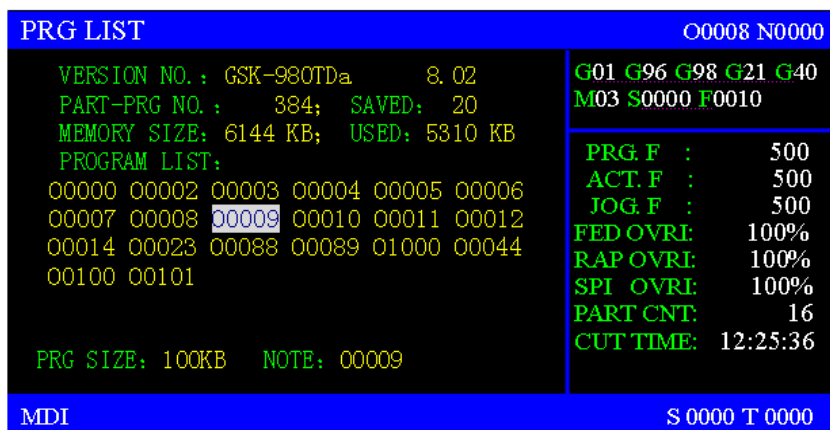 PRG LIST O0008 N0000
VERSION NO.: GSK-980TDa 8.02
PART-PRG NO.: 384; SAVED: 20
MEMORY SIZE: 6144 KB; USED: 5310 KB
PROGRAM LIST:
O0000 O0002 O0003 O0004 O0005 O0006
O0007 O0008 O0009 O0010 O0011 O0012
O0014 O0023 O0088 O0089 O1000 O0044
O0100 O0101
PRG SIZE: 100KB NOTE: O0009
G01 G96 G98 G21 G40
M03 S0000 F0010
PRG. F : 500
ACT. F : 500
JOG. F : 500
FED OVRI: 100%
RAP OVRI: 100%
SPI OVRI: 100%
PART CNT: 16
CUT TIME: 12:25:36
MDI S 0000 T 0000